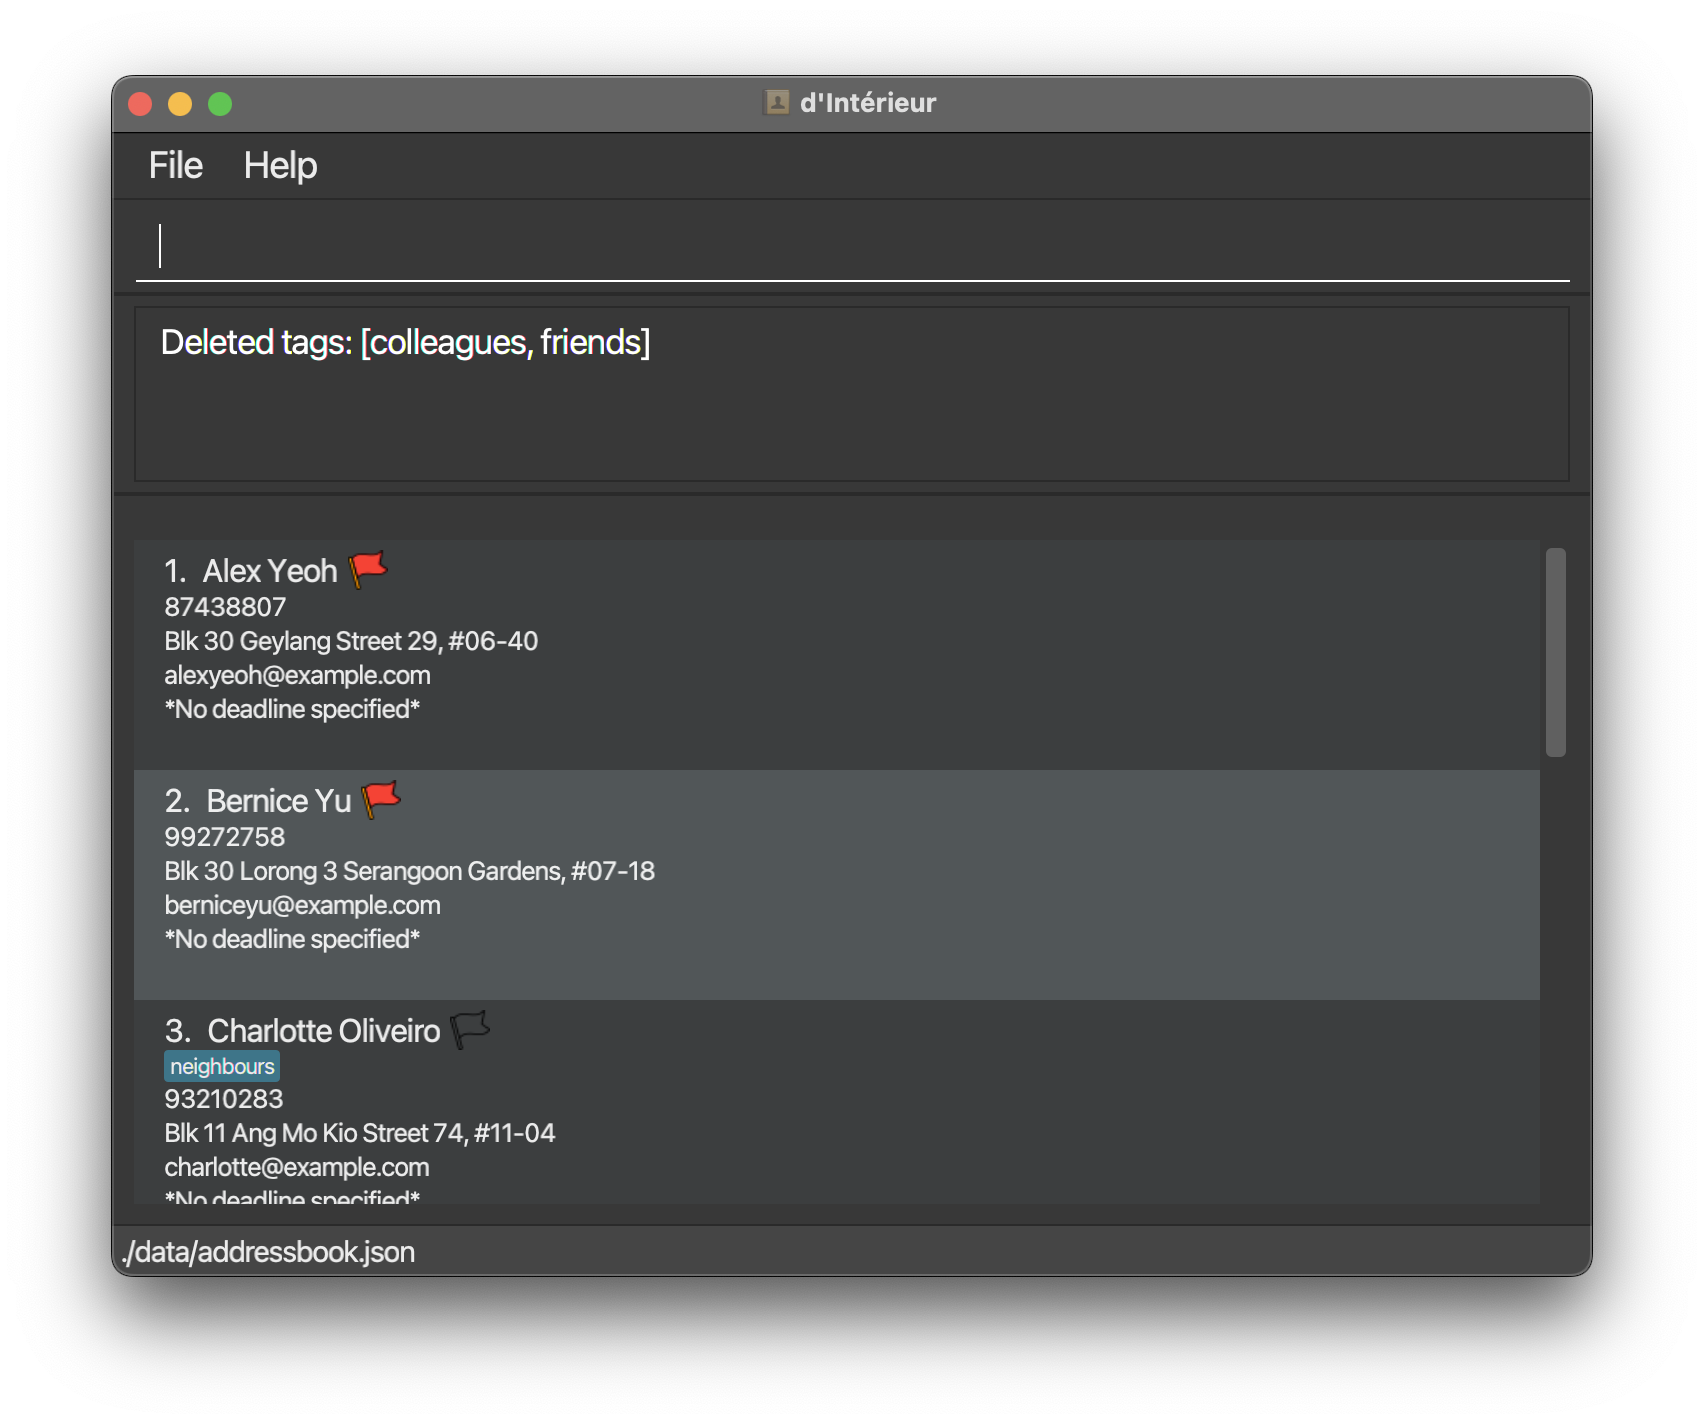 d'Intérieur
File Help
Deleted tags: [colleagues, friends]
1. Alex Yeoh
87438807
Blk 30 Geylang Street 29, #06-40
alexyeoh@example.com
*No deadline specified*
2. Bernice Yu
99272758
Blk 30 Lorong 3 Serangoon Gardens, #07-18
berniceyu@example.com
*No deadline specified*
3. Charlotte Oliveiro
neighbours
93210283
Blk 11 Ang Mo Kio Street 74, #11-04
charlotte@example.com
*No deadline specified*
./data/addressbook.json